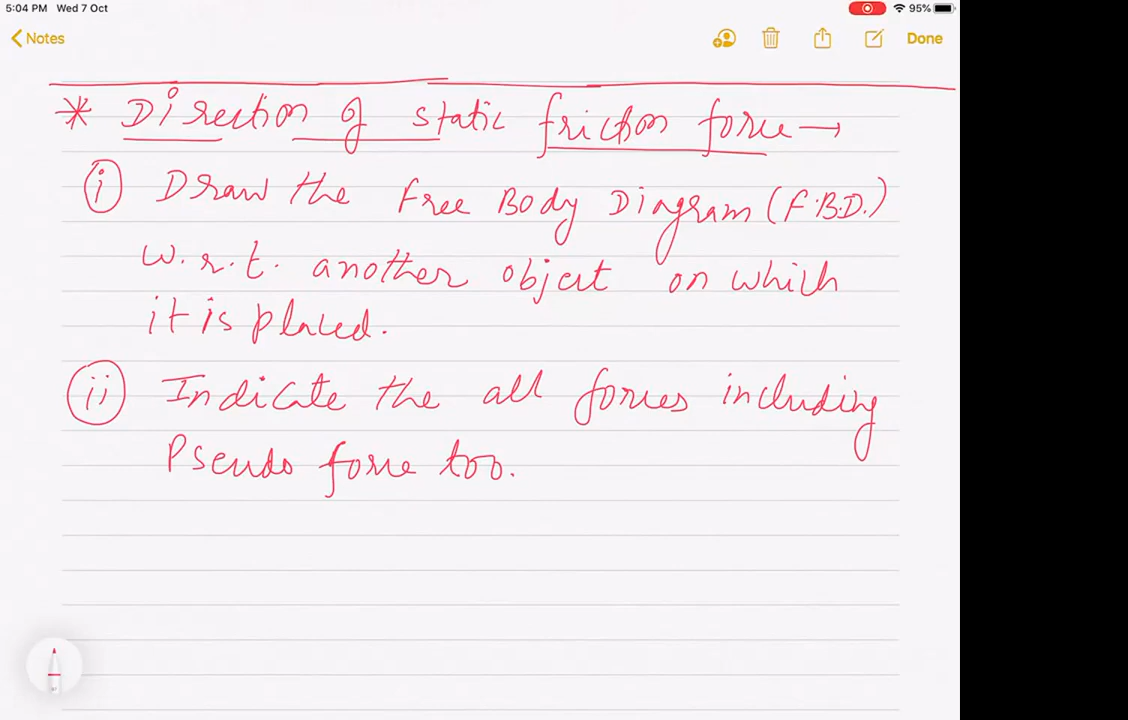 5:04 PM Wed 7 Oct 95%
Notes Done
* Direction of static friction force →
(i) Draw the Free Body Diagram (F.B.D.)
w.r.t. another object on which
it is placed.
(ii) Indicate the all forces including
Pseudo force too.